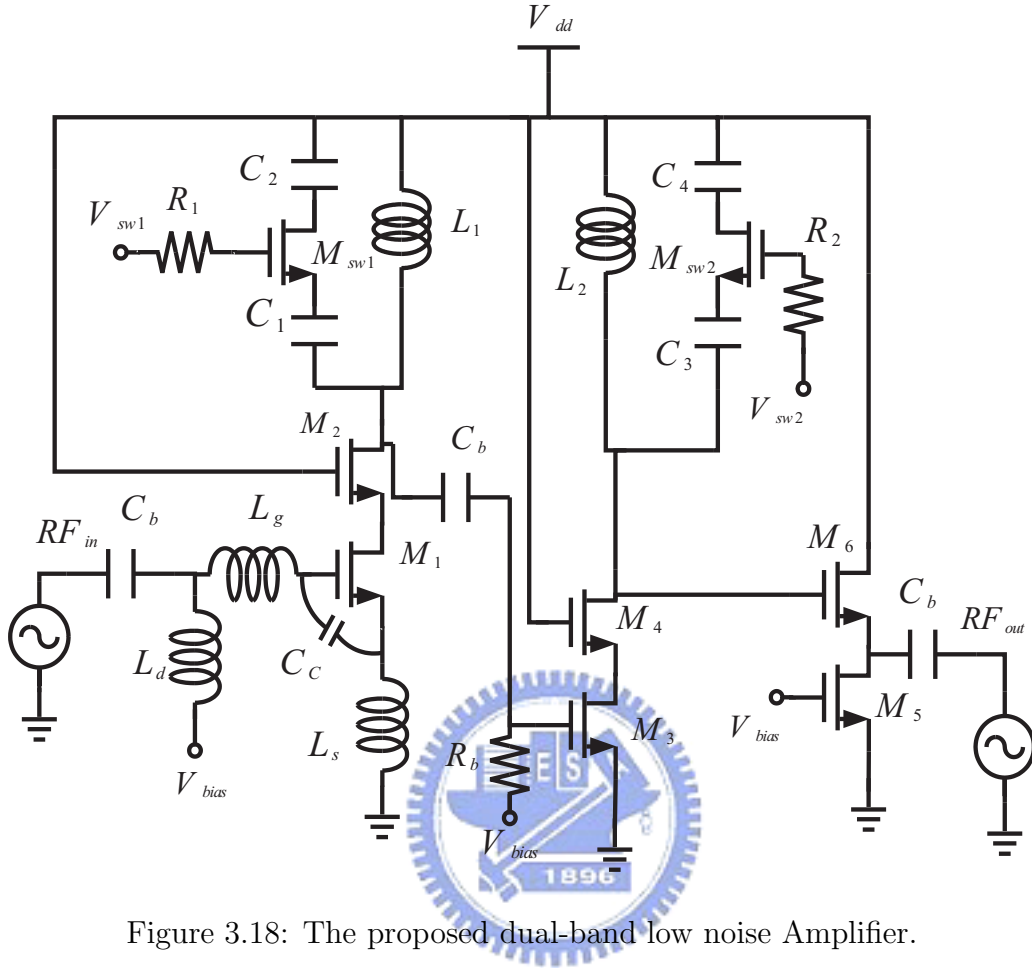 V dd
C 2
C 4
R 1
V sw1
M sw1
L 1
R 2
M sw2
L 2
C 1
C 3
V sw2
M 2
C b
C b
L g
RF in
M 1
M 6
C b
RF out
L d
C C
M 4
L s
M 3
M 5
V bias
R b
V bias
E S
V bias
1896
Figure 3.18: The proposed dual-band low noise Amplifier.